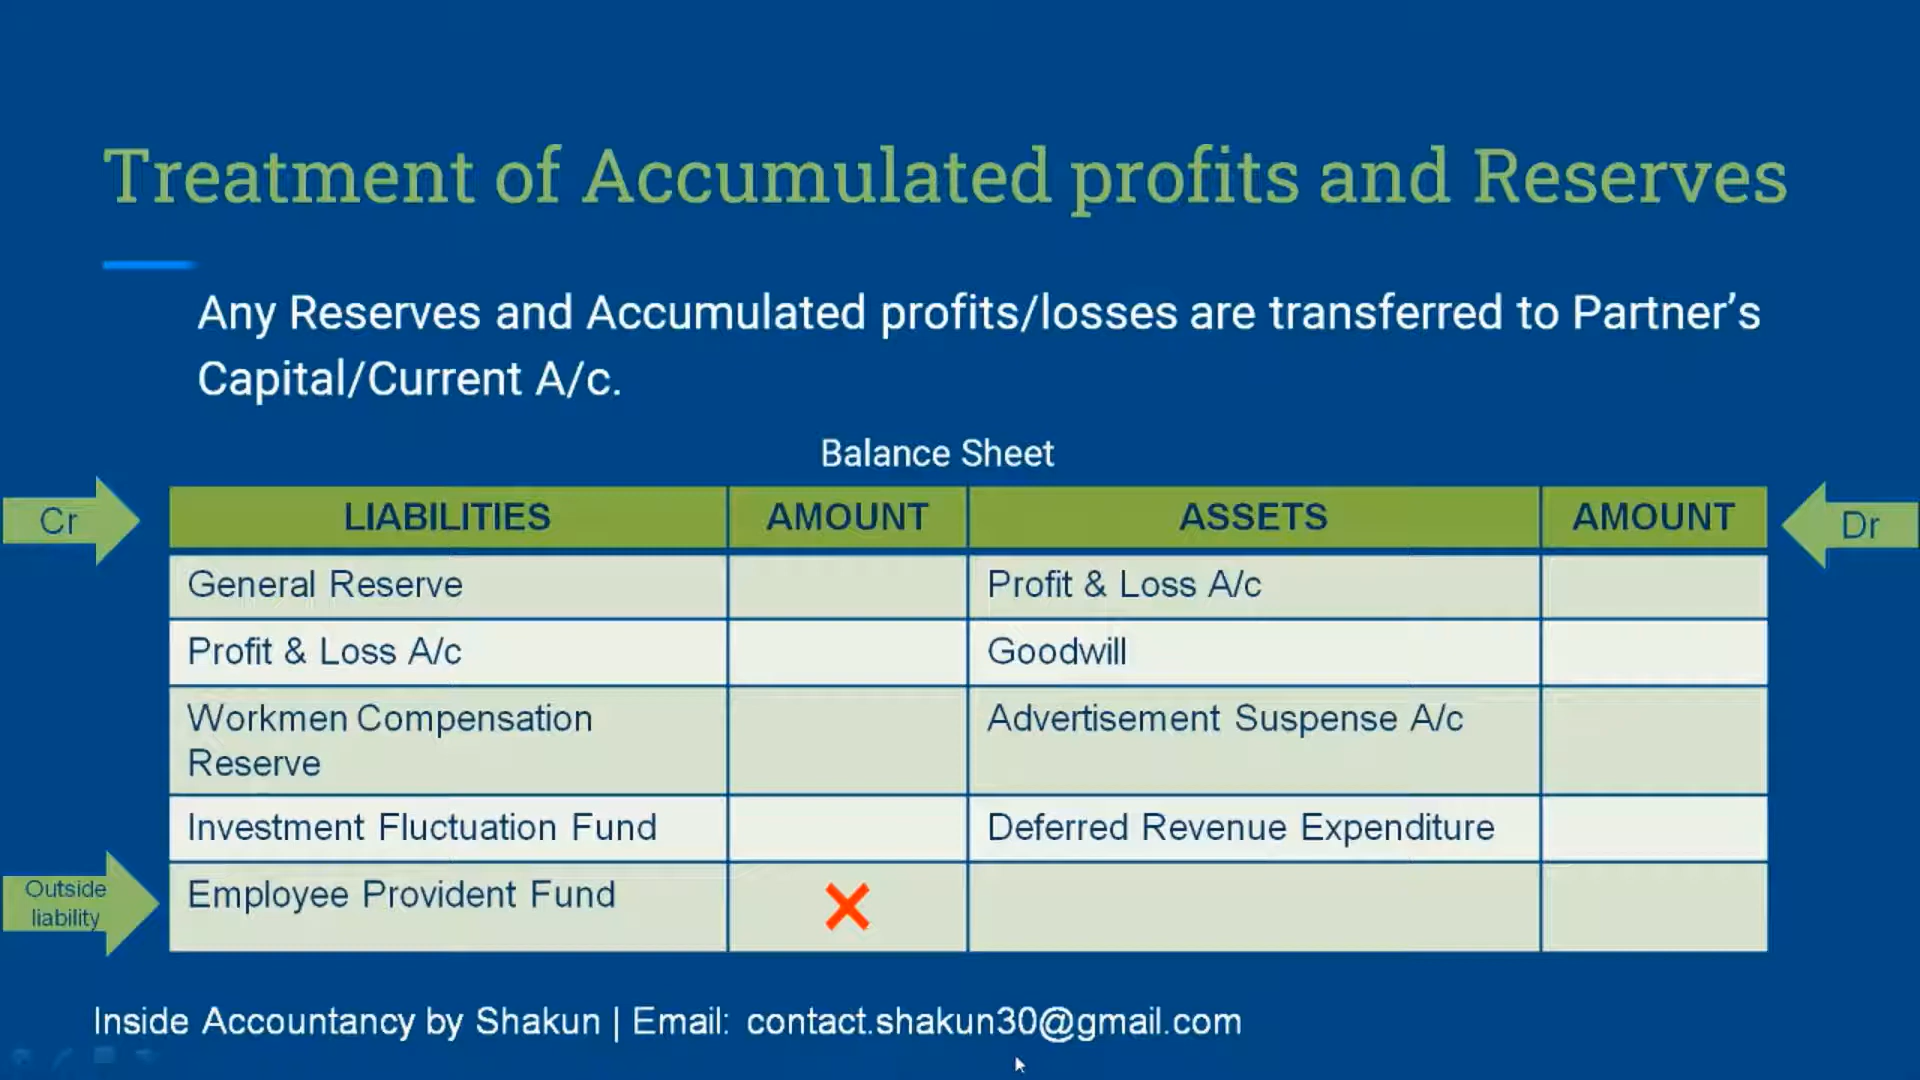 Treatment of Accumulated profits and Reserves
Any Reserves and Accumulated profits/losses are transferred to Partner’s
Capital/Current A/c.
Balance Sheet
Cr
LIABILITIES AMOUNT ASSETS AMOUNT
Dr
General Reserve Profit & Loss A/c
Profit & Loss A/c Goodwill
Workmen Compensation Advertisement Suspense A/c
Reserve
Investment Fluctuation Fund Deferred Revenue Expenditure
Outside
liability
Employee Provident Fund
Inside Accountancy by Shakun | Email: contact.shakun30@gmail.com